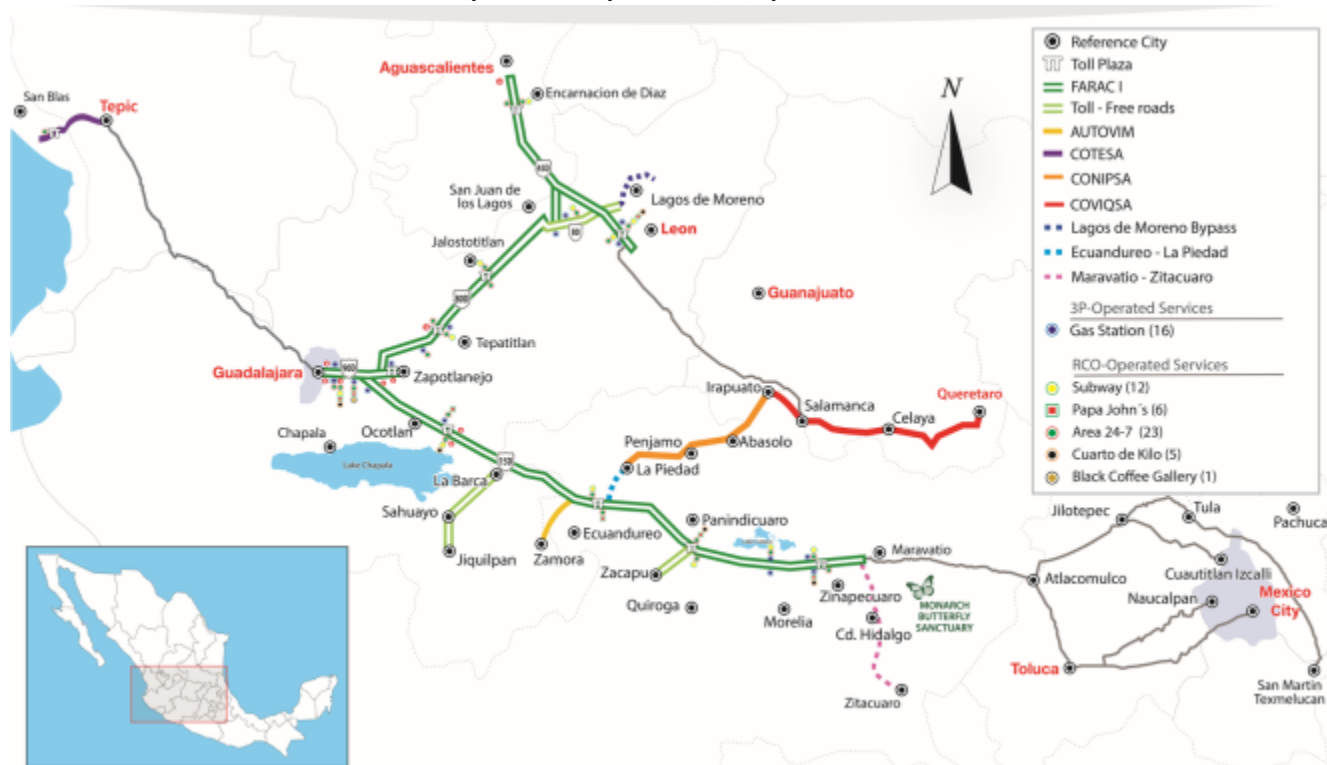 San Blas
Tepic
Aguascalientes
Encarnacion de Diaz
San Juan de
los Lagos
Lagos de Moreno
Leon
Jalostotitlan
Guanajuato
Tepatitlan
Guadalajara
Zapotlanejo
Irapuato
Salamanca
Celaya
Queretaro
Chapala
Ocotlan
Lake Chapala
Penjamo
Abasolo
La Piedad
La Barca
Sahuayo
Jiquilpan
Zamora
Ecuandureo
Panindicuaro
Zacapu
Quiroga
Morelia
Maravatio
Zinapecuaro
Cd. Hidalgo
Zitacuaro
MONARCH
BUTTERFLY
SANCTUARY
Atlacomulco
Jilotepec
Tula
Pachuca
Cuautitlan Izcalli
Naucalpan
Mexico
City
Toluca
San Martin
Texmelucan
N
80
80D
90D
15D
Reference City
Toll Plaza
FARAC I
Toll - Free roads
AUTOVIM
COTESA
CONIPSA
COVIQSA
Lagos de Moreno Bypass
Ecuandureo - La Piedad
Maravatio - Zitacuaro
3P-Operated Services
Gas Station (16)
RCO-Operated Services
Subway (12)
Papa John´s (6)
Area 24-7 (23)
Cuarto de Kilo (5)
Black Coffee Gallery (1)